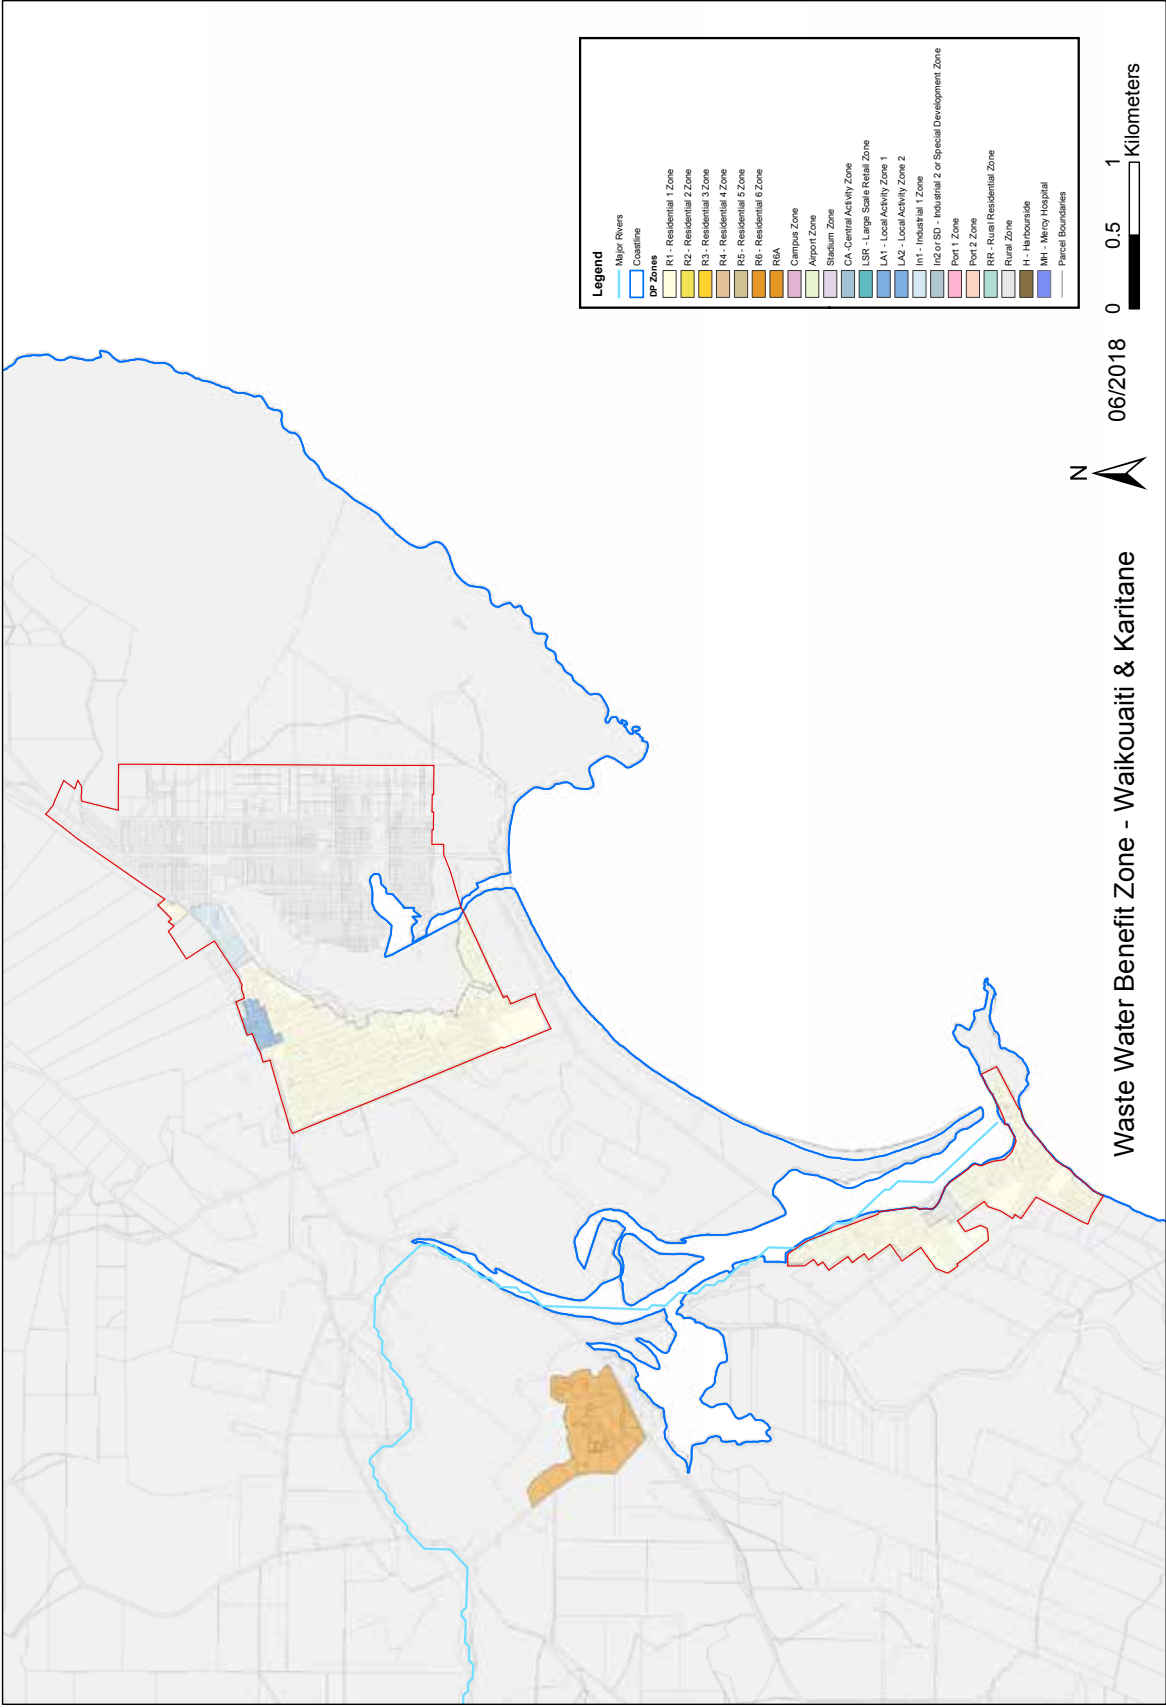 Legend
Major Rivers
Coastline
DP Zones
R1 - Residential 1 Zone
R2 - Residential 2 Zone
R3 - Residential 3 Zone
R4 - Residential 4 Zone
R5 - Residential 5 Zone
R6 - Residential 6 Zone
R6A
Campus Zone
Airport Zone
Stadium Zone
CA -Central Activity Zone
LSR - Large Scale Retail Zone
LA1 - Local Activity Zone 1
LA2 - Local Activity Zone 2
In1 - Industrial 1 Zone
In2 or SD - Industrial 2 or Special Development Zone
Port 1 Zone
Port 2 Zone
RR - Rural Residential Zone
Rural Zone
H - Harbourside
MH - Mercy Hospital
Parcel Boundaries
Waste Water Benefit Zone - Waikouaiti & Karitane
N
06/2018
0 0.5 1
Kilometers